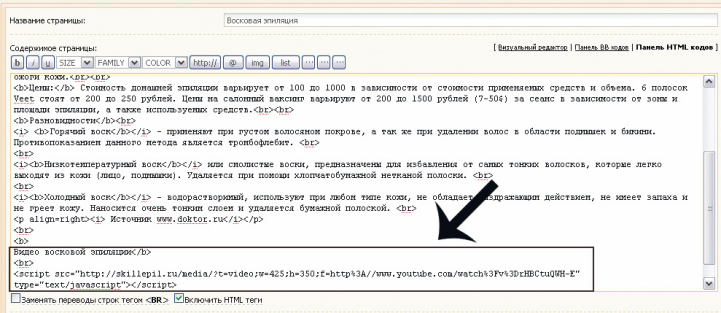 Название страницы:
Восковая эпиляция
Содержимое страницы:
[ Визуальный редактор | Панель BB кодов | Панель HTML кодов ]
b i u SIZE FAMILY COLOR http:// @ img list ... ... ...
ожоги кожи.<br><br>
<b>Цены:</b> Стоимость домашней эпиляции варьирует от 100 до 1000 в зависимости от стоимости применяемых средств и объема. 6 полосок
Veet стоят от 200 до 250 рублей. Цены на салонный ваксинг варьируют от 200 до 1500 рублей (7-50$) за сеанс в зависимости от зоны и
площади эпиляции, а также используемых средств.<br><br>
<b>Разновидности</b><br>
<i> <b>Горячий воск</b></i> - применяют при густом волосяном покрове, а так же при удалении волос в области подмышек и бикини.
Противопоказанием данного метода является тромбофлебит. <br>
<br>
<i><b>Низкотемпературный воск</b></i> или смолистые воски, предназначены для избавления от самых тонких волосков, которые легко
выходят из кожи (лицо, подмышки). Удаляется при помощи хлопчатобумажной нетканой полоски. <br>
<br>
<i><b>Холодный воск</b></i> - водорастворимый, используют при любом типе кожи, не обладает раздражающим действием, не имеет запаха и
не греет кожу. Наносится очень тонким слоем и удаляется бумажной полоской. <br>
<p align=right><i> Источник www.doktor.ru</i></p>
<br>
<b>
Видео восковой эпиляции</b>
<br>
<script src="http://skillepil.ru/media/?t=video;w=425;h=350;f=http%3A//www.youtube.com/watch%3Fv%3DrHBCtuQWH-E"
type="text/javascript"></script>
Заменять переводы строк тегом <BR> Включить HTML теги